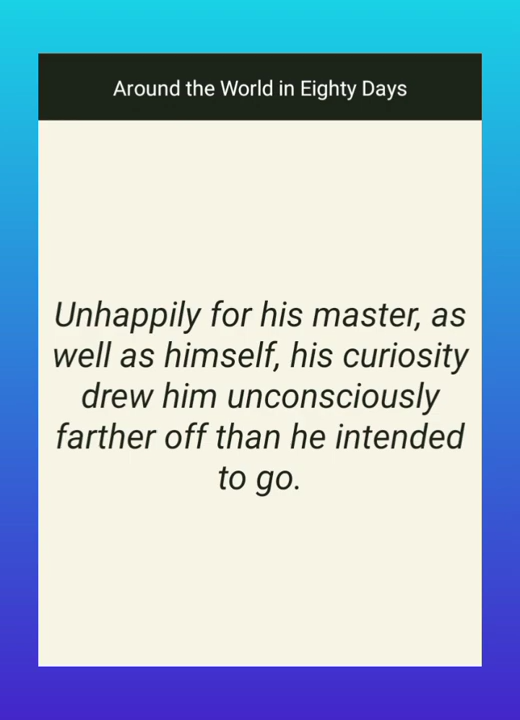 Around the World in Eighty Days
Unhappily for his master, as
well as himself, his curiosity
drew him unconsciously
farther off than he intended
to go.